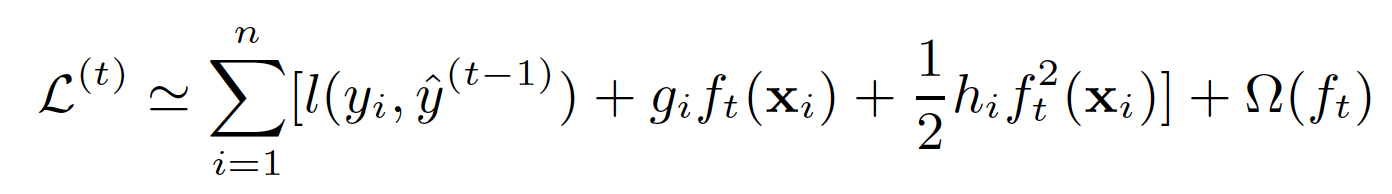 $\mathcal{L}^{(t)} \simeq \sum_{i=1}^{n} [l(y_i, \hat{y}^{(t-1)}) + g_i f_t(\mathbf{x}_i) + \frac{1}{2} h_i f_t^2(\mathbf{x}_i)] + \Omega(f_t)$